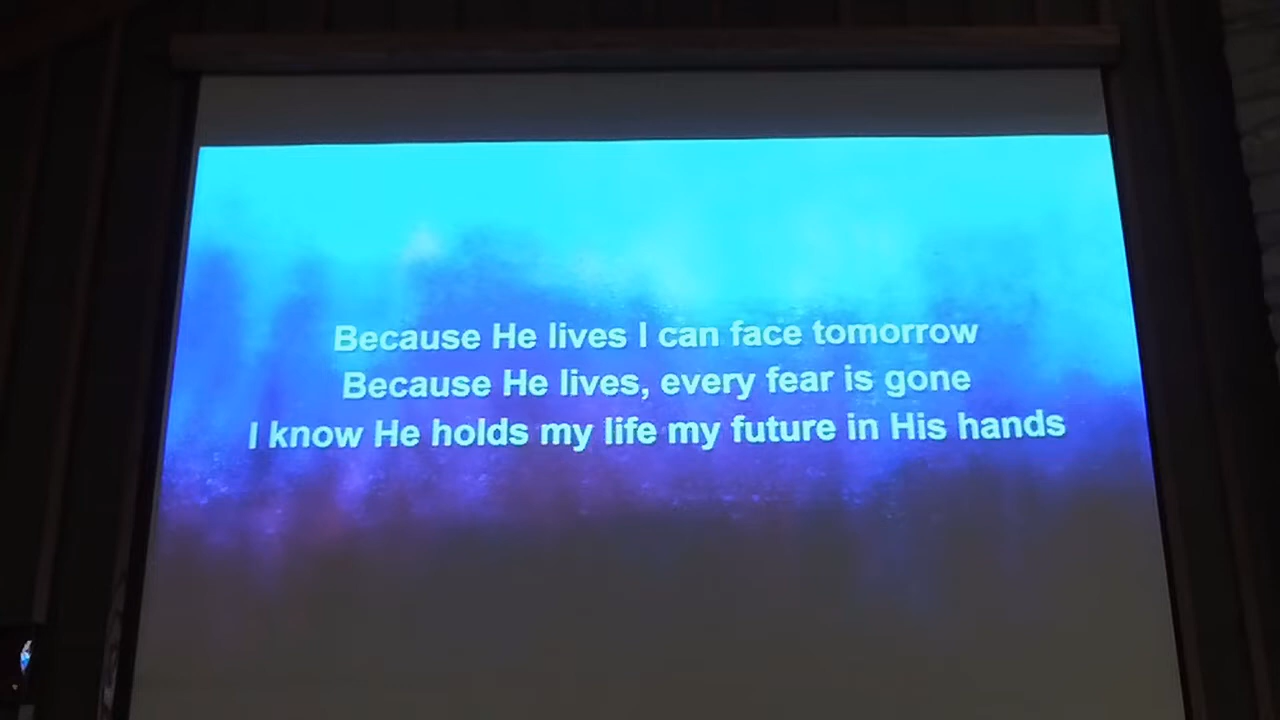 Because He lives I can face tomorrow
Because He lives, every fear is gone
I know He holds my life my future in His hands